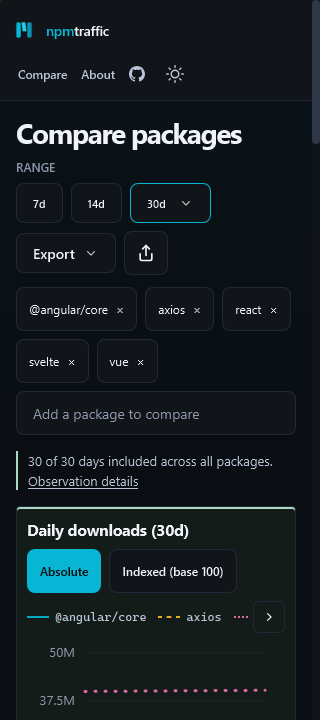 npmtraffic
Compare About
Compare packages
RANGE
7d 14d 30d
Export
@angular/core × axios × react ×
svelte × vue ×
Add a package to compare
30 of 30 days included across all packages.
Observation details
Daily downloads (30d)
Absolute Indexed (base 100)
@angular/core axios
50M
37.5M